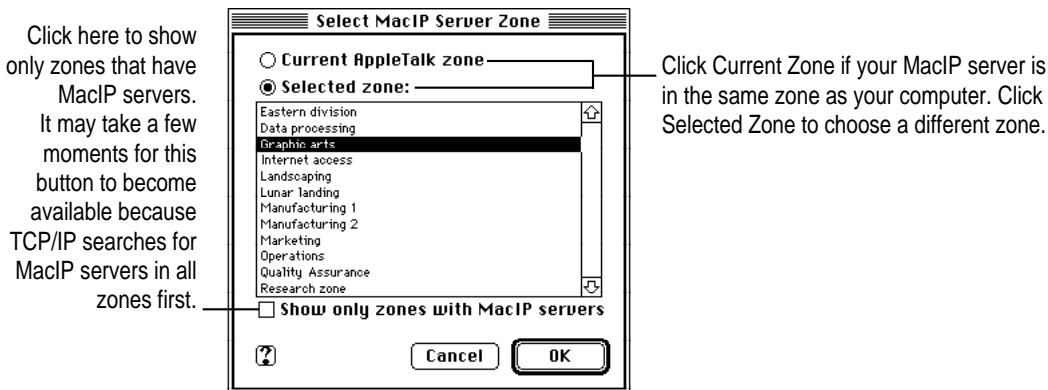 Click here to show
only zones that have
MacIP servers.
It may take a few
moments for this
button to become
available because
TCP/IP searches for
MacIP servers in all
zones first.
Select MacIP Server Zone
Current AppleTalk zone
Selected zone:
Eastern division
Data processing
Graphic arts
Internet access
Landscaping
Lunar landing
Manufacturing 1
Manufacturing 2
Marketing
Operations
Quality Assurance
Research zone
Show only zones with MacIP servers
?
Cancel
OK
Click Current Zone if your MacIP server is
in the same zone as your computer. Click
Selected Zone to choose a different zone.